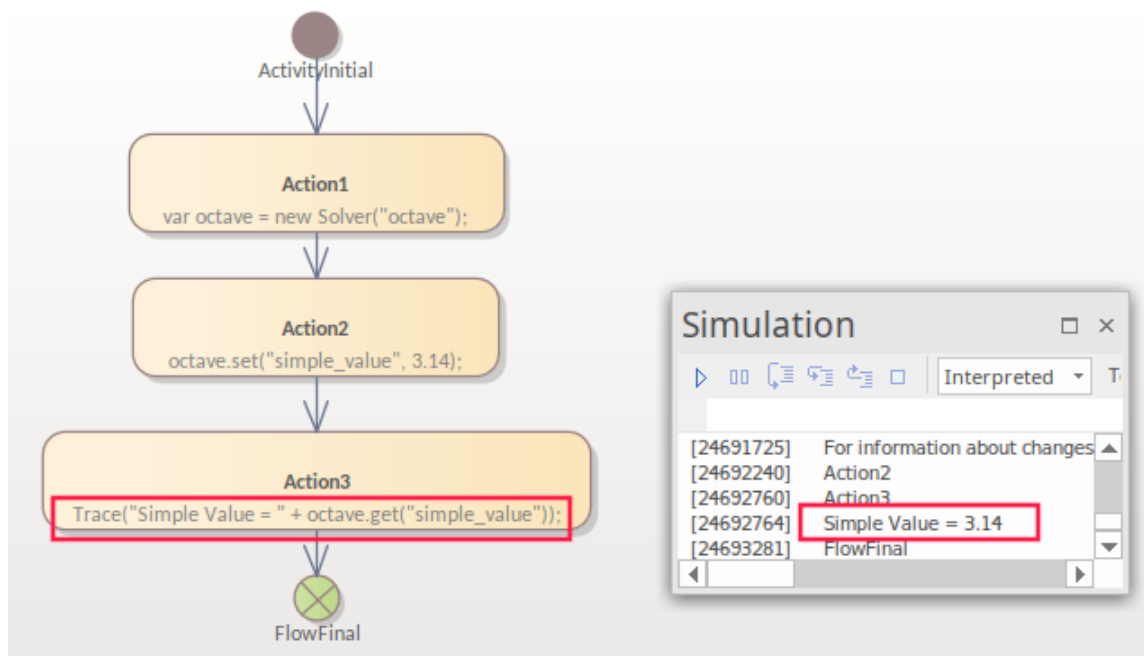 ActivityInitial
Action1
var octave = new Solver("octave");
Action2
octave.set("simple_value", 3.14);
Action3
Trace("Simple Value = " + octave.get("simple_value"));
FlowFinal
Simulation
Interpreted
[24691725] For information about changes
[24692240] Action2
[24692760] Action3
[24692764] Simple Value = 3.14
[24693281] FlowFinal